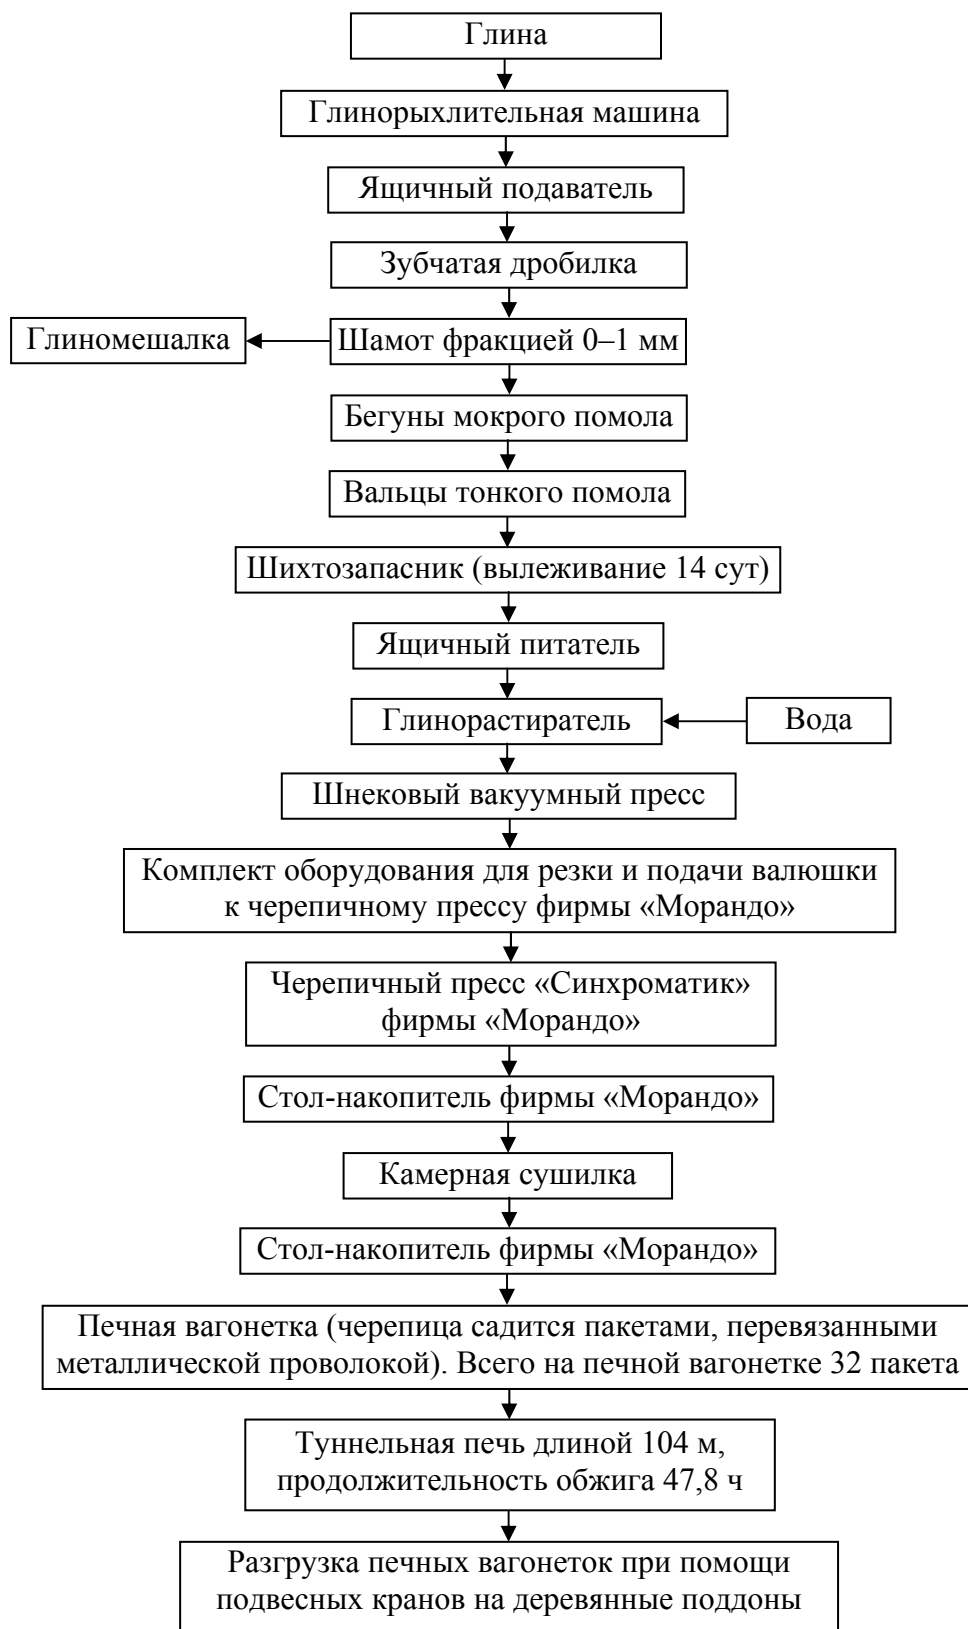 Глина
Глинорыхлительная машина
Ящичный подаватель
Зубчатая дробилка
Глиномешалка
Шамот фракцией 0–1 мм
Бегуны мокрого помола
Вальцы тонкого помола
Шихтозапасник (вылеживание 14 сут)
Ящичный питатель
Глинорастиратель
Вода
Шнековый вакуумный пресс
Комплект оборудования для резки и подачи валюшки
к черепичному прессу фирмы «Морандо»
Черепичный пресс «Синхроматик»
фирмы «Морандо»
Стол-накопитель фирмы «Морандо»
Камерная сушилка
Стол-накопитель фирмы «Морандо»
Печная вагонетка (черепица садится пакетами, перевязанными
металлической проволокой). Всего на печной вагонетке 32 пакета
Туннельная печь длиной 104 м,
продолжительность обжига 47,8 ч
Разгрузка печных вагонеток при помощи
подвесных кранов на деревянные поддоны